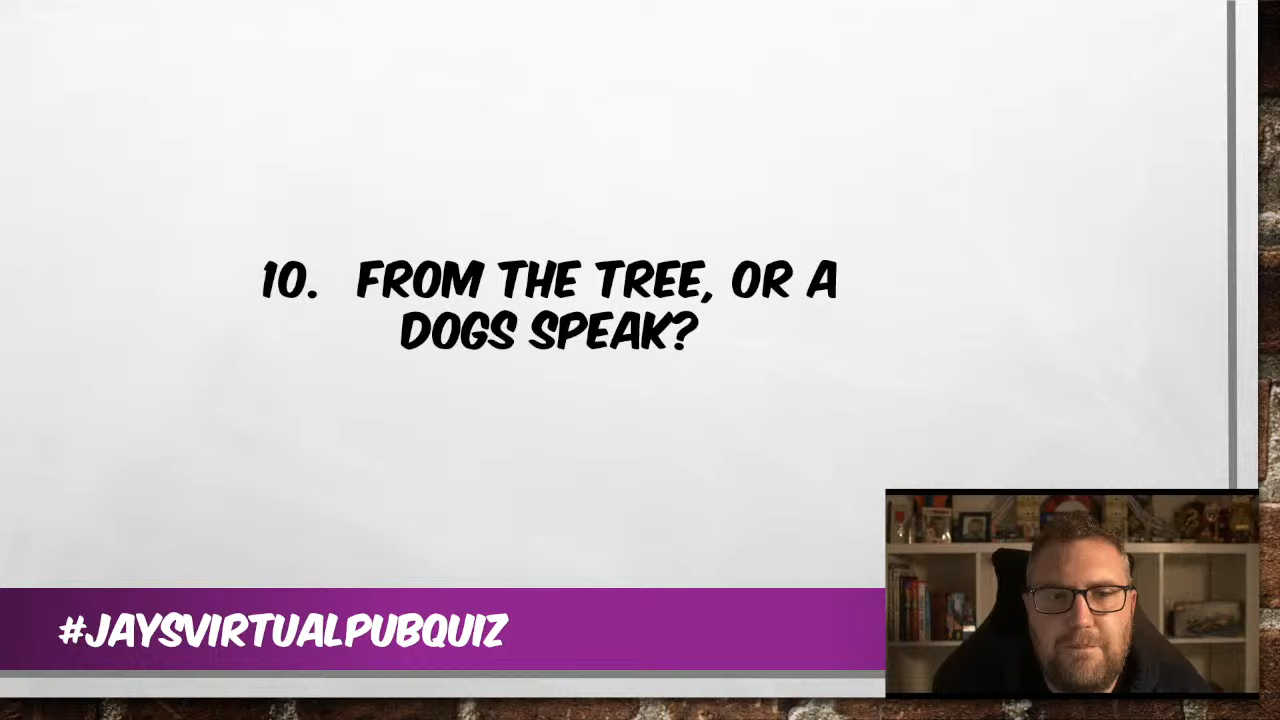 10. FROM THE TREE, OR A
DOGS SPEAK?
#JAYSVIRTUALPUBQUIZ